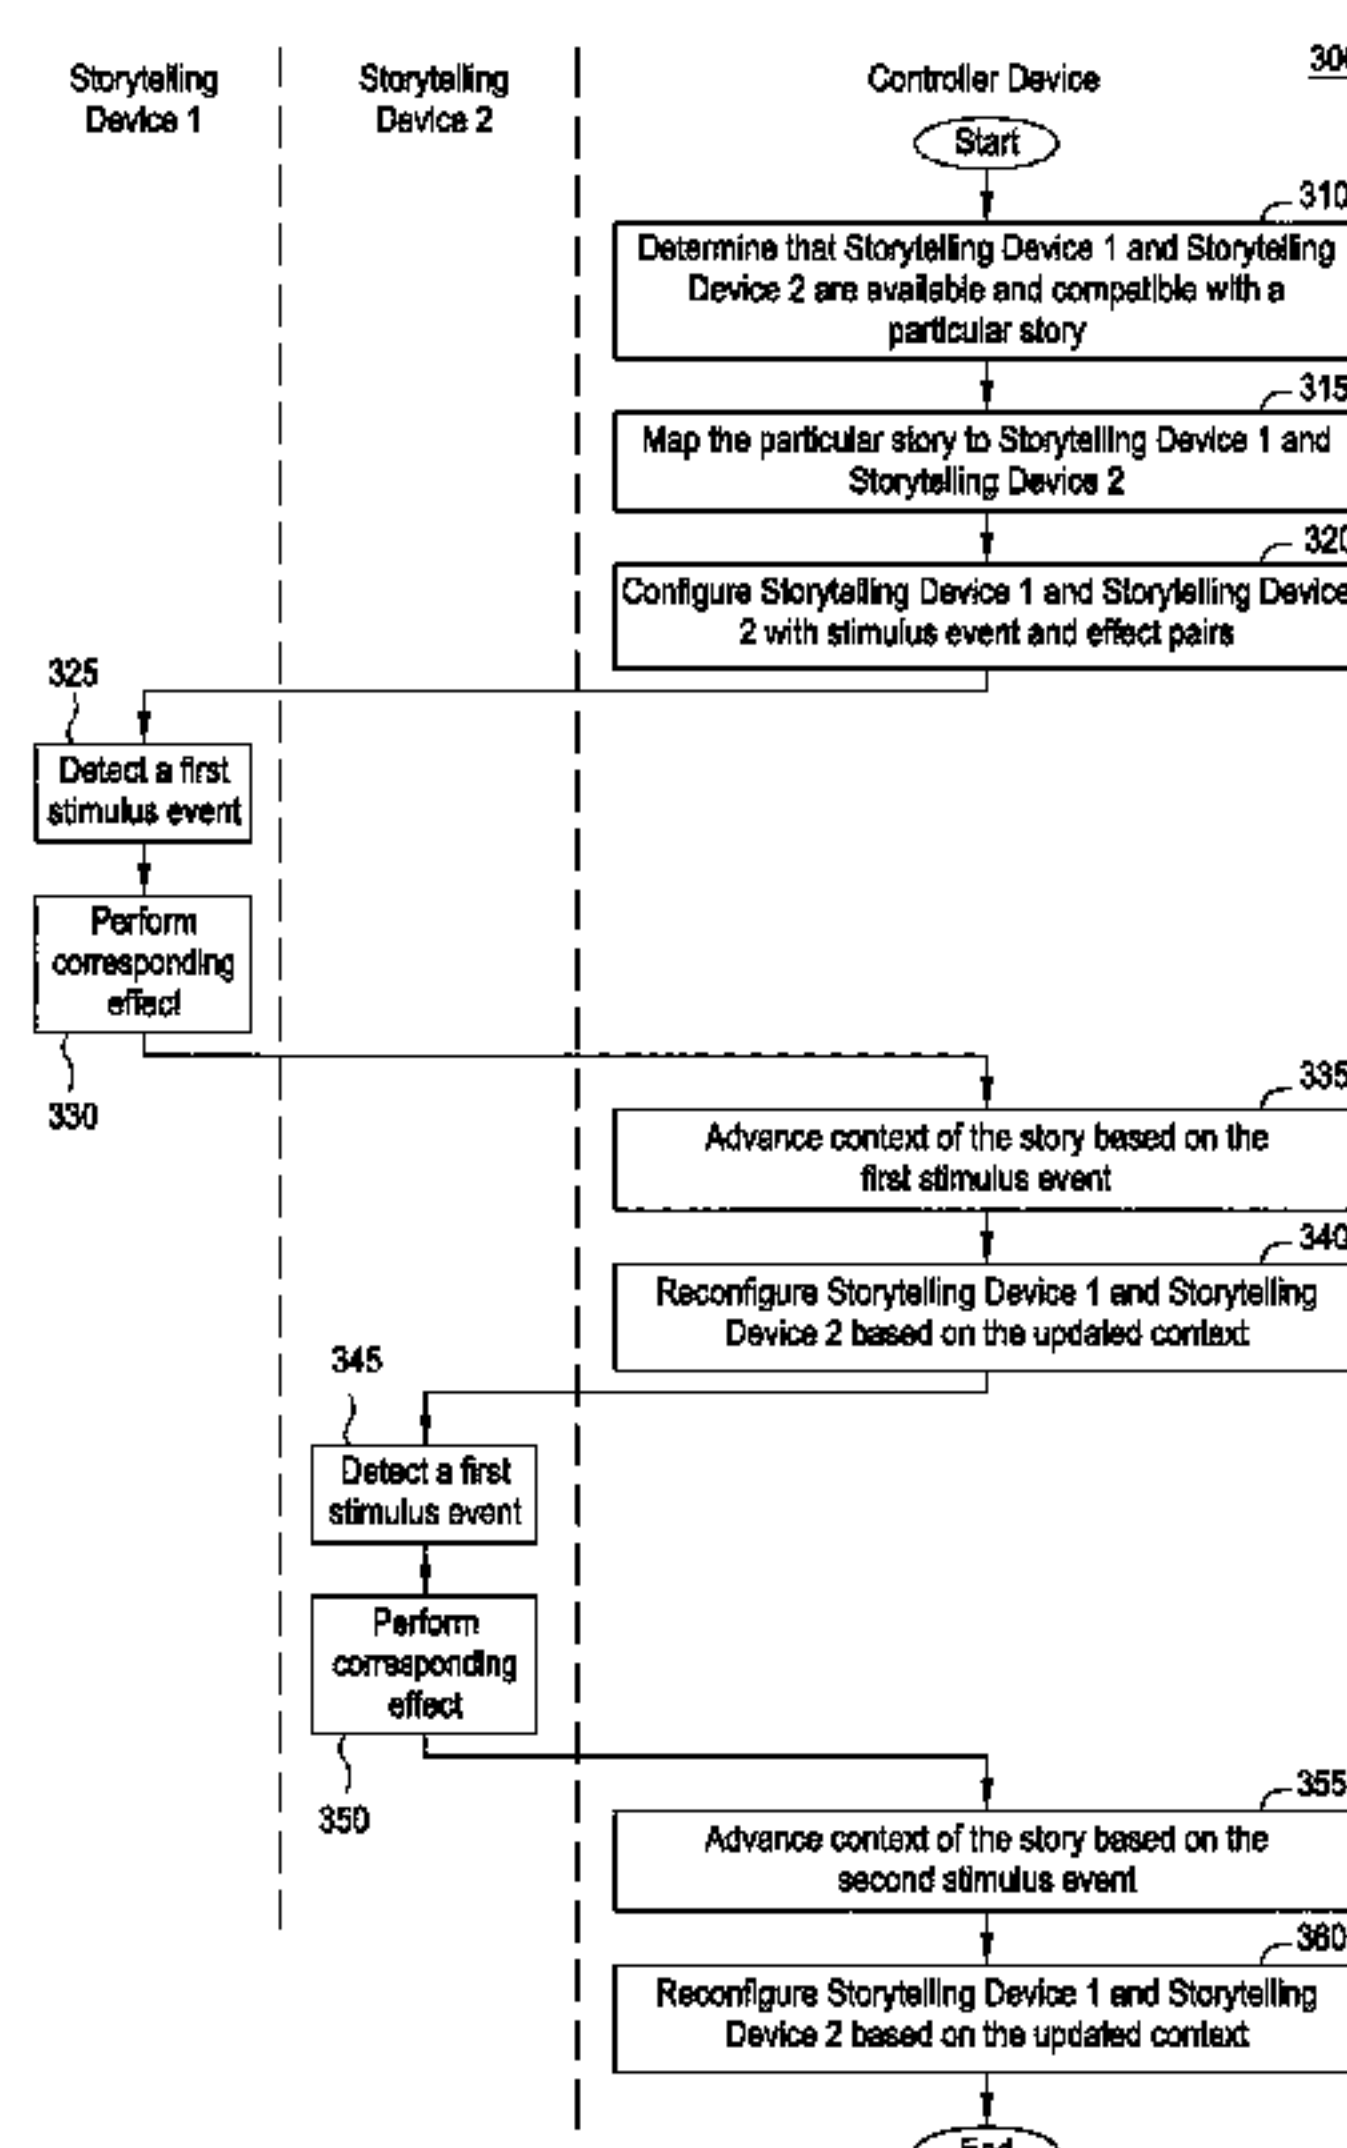 Storytelling
Device 1
Storytelling
Device 2
Controller Device
Start
310
Determine that Storytelling Device 1 and Storytelling
Device 2 are available and compatible with a
particular story
315
Map the particular story to Storytelling Device 1 and
Storytelling Device 2
320
Configure Storytelling Device 1 and Storytelling Device
2 with stimulus event and effect pairs
325
Detect a first
stimulus event
Perform
corresponding
effect
330
335
Advance context of the story based on the
first stimulus event
340
Reconfigure Storytelling Device 1 and Storytelling
Device 2 based on the updated context
345
Detect a first
stimulus event
Perform
corresponding
effect
350
355
Advance context of the story based on the
second stimulus event
360
Reconfigure Storytelling Device 1 and Storytelling
Device 2 based on the updated context
End